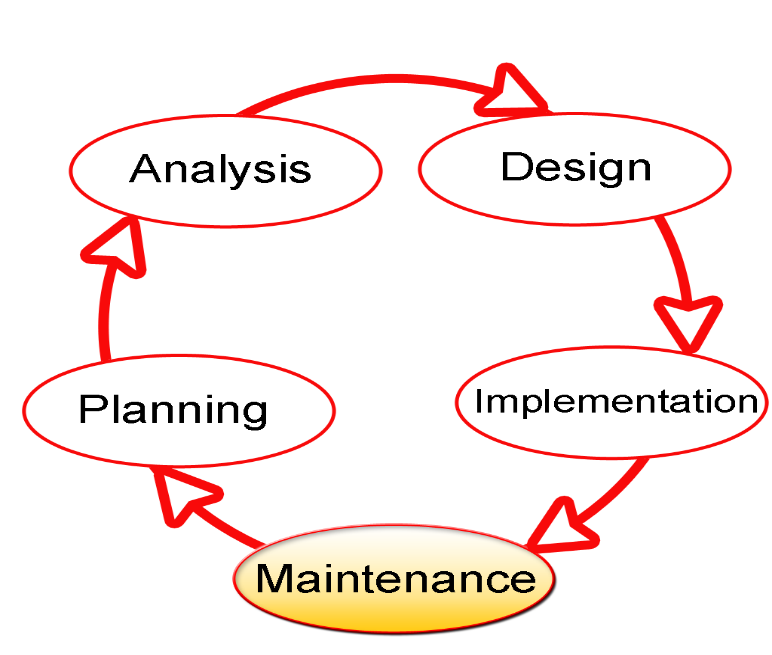 Analysis
Design
Planning
Implementation
Maintenance